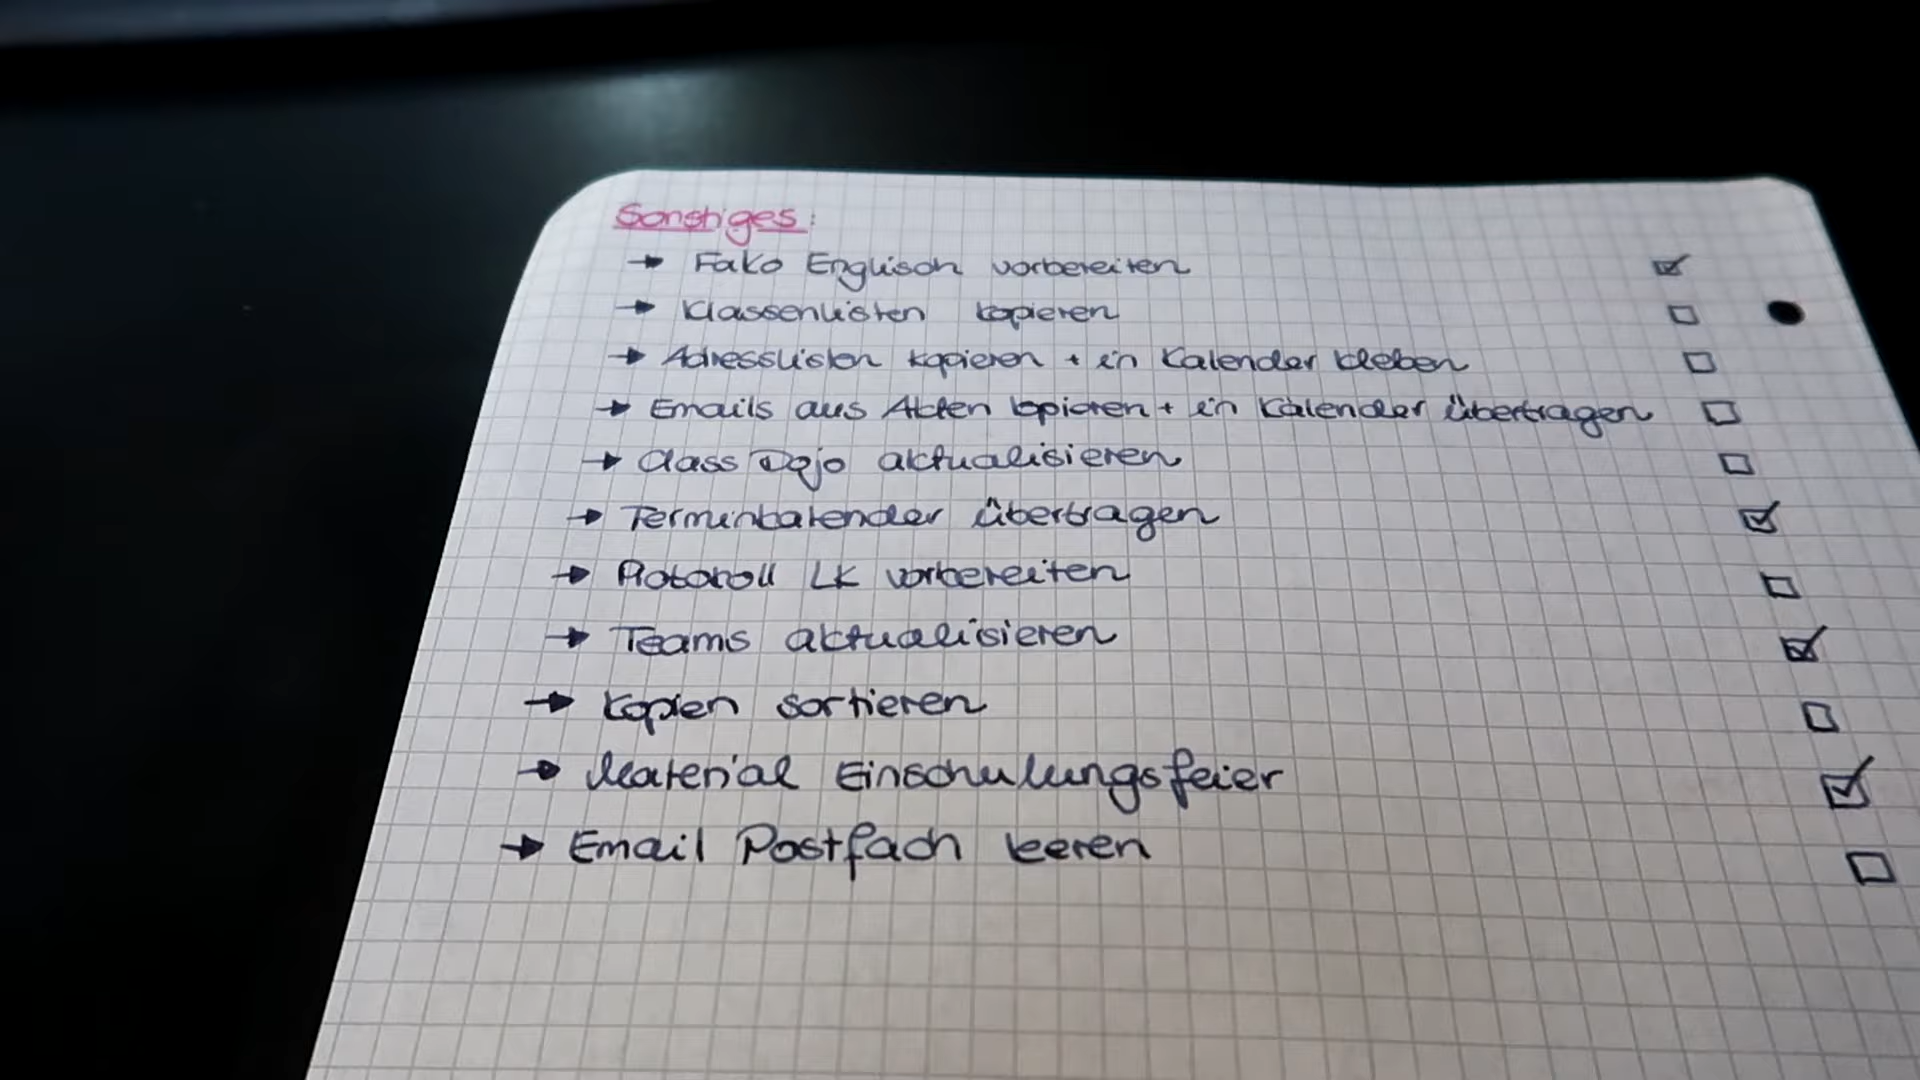 Sonstiges:
→ Fako Englisch vorbereiten ☑
→ Klassenlisten kopieren ☐
→ Adresslisten kopieren + in Kalender kleben ☐
→ Emails aus Akten kopieren + in Kalender übertragen ☐
→ Class Dojo aktualisieren ☐
→ Terminkalender übertragen ☑
→ Protokoll LK vorbereiten ☐
→ Teams aktualisieren ☑
→ Kopien sortieren ☐
→ Material Einschulungsfeier ☑
→ Email Postfach leeren ☐